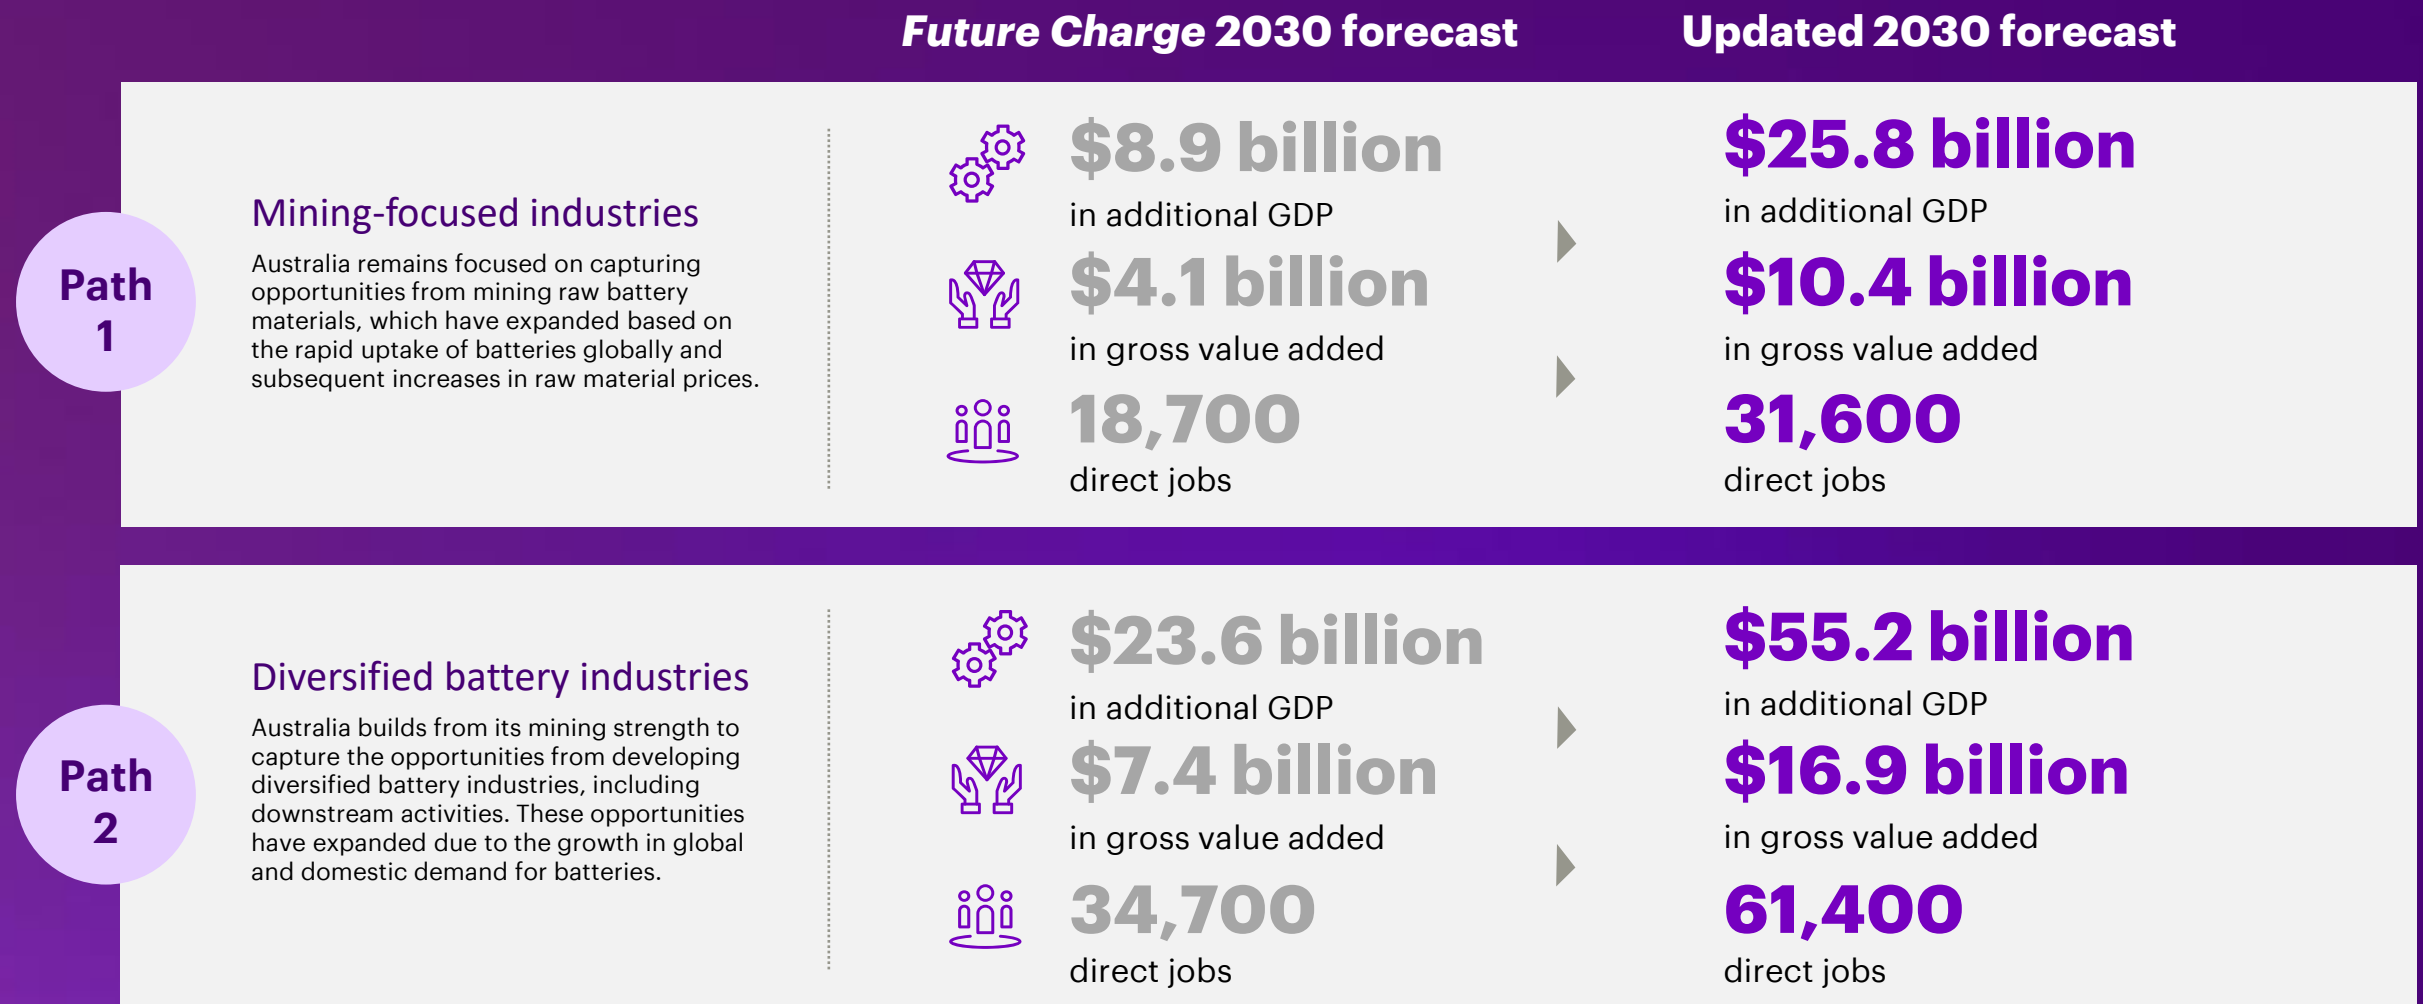 Future Charge 2030 forecast
Updated 2030 forecast
Path
1
Mining-focused industries
Australia remains focused on capturing
opportunities from mining raw battery
materials, which have expanded based on
the rapid uptake of batteries globally and
subsequent increases in raw material prices.
$8.9 billion
in additional GDP
$4.1 billion
in gross value added
18,700
direct jobs
$25.8 billion
in additional GDP
$10.4 billion
in gross value added
31,600
direct jobs
Path
2
Diversified battery industries
Australia builds from its mining strength to
capture the opportunities from developing
diversified battery industries, including
downstream activities. These opportunities
have expanded due to the growth in global
and domestic demand for batteries.
$23.6 billion
in additional GDP
$7.4 billion
in gross value added
34,700
direct jobs
$55.2 billion
in additional GDP
$16.9 billion
in gross value added
61,400
direct jobs